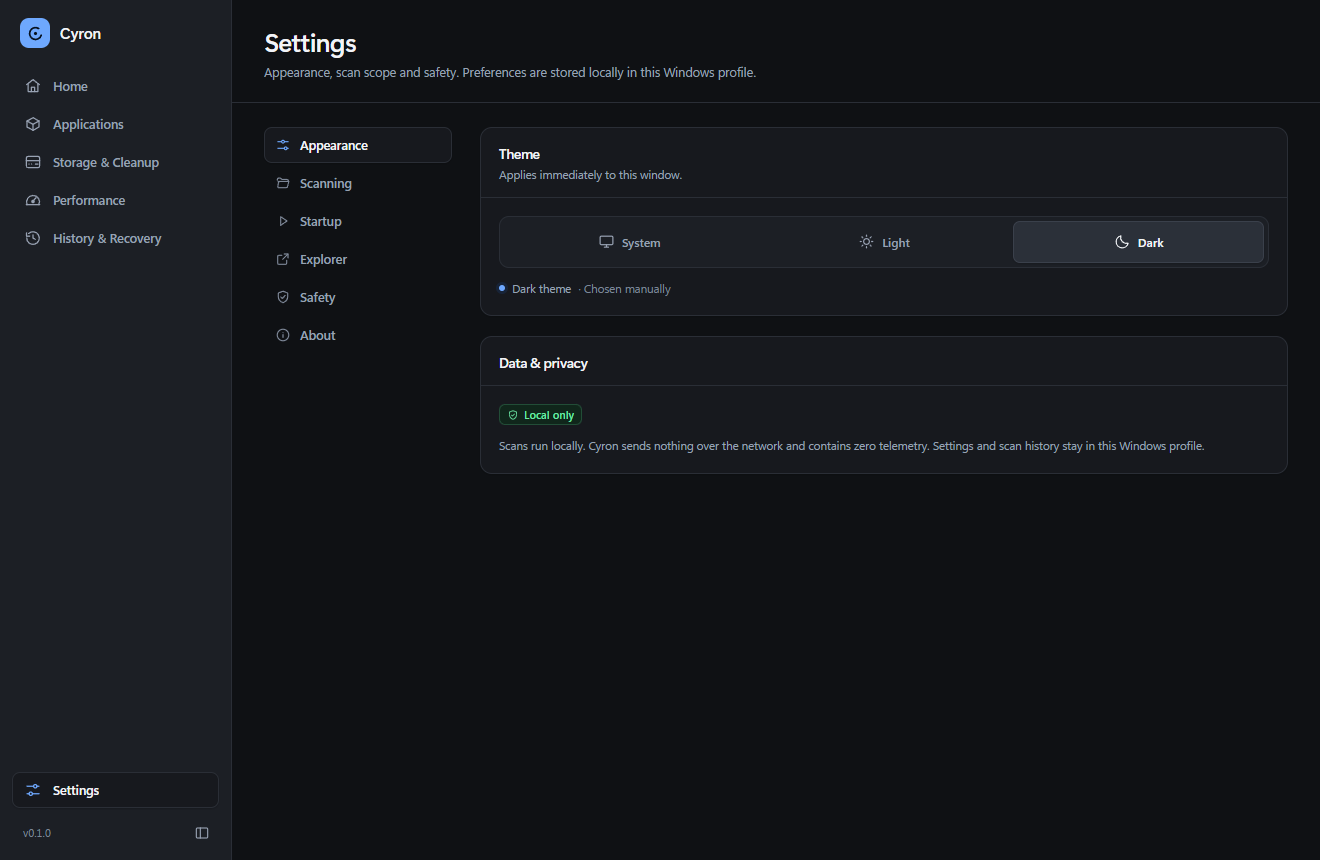 Cyron
Home
Applications
Storage & Cleanup
Performance
History & Recovery
Settings
v0.1.0
Settings
Appearance, scan scope and safety. Preferences are stored locally in this Windows profile.
Appearance
Scanning
Startup
Explorer
Safety
About
Theme
Applies immediately to this window.
System
Light
Dark
Dark theme · Chosen manually
Data & privacy
Local only
Scans run locally. Cyron sends nothing over the network and contains zero telemetry. Settings and scan history stay in this Windows profile.